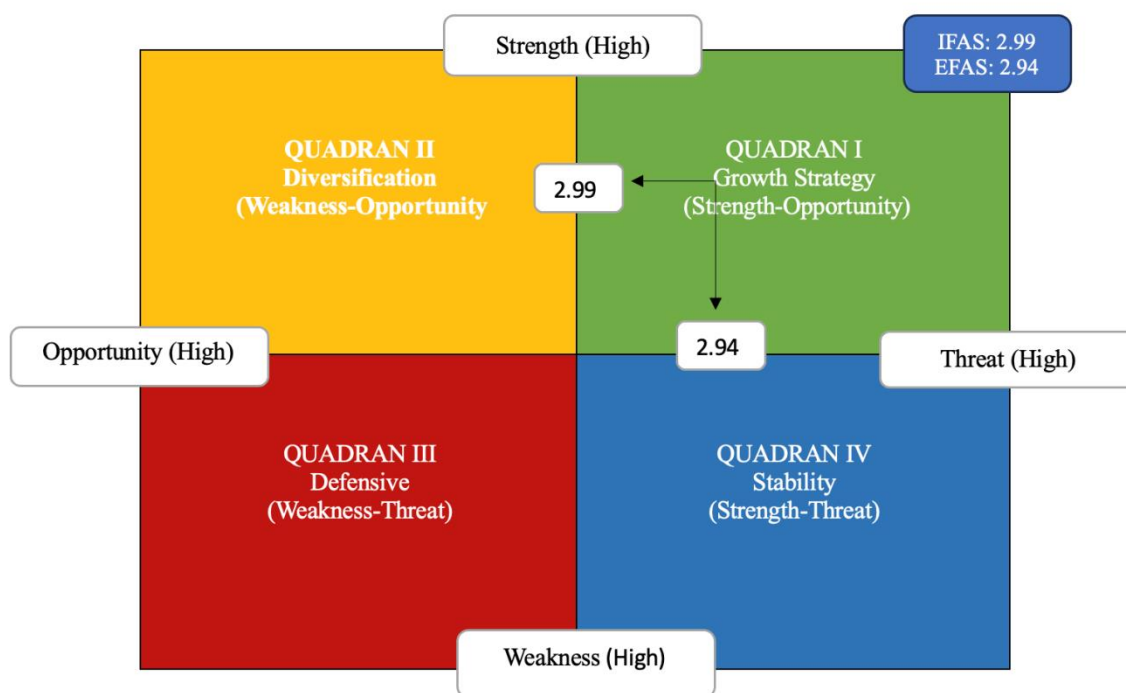 Strength (High)
IFAS: 2.99
EFAS: 2.94
QUADRAN II
Diversification
(Weakness-Opportunity
2.99
QUADRAN I
Growth Strategy
(Strength-Opportunity)
2.94
Opportunity (High)
Threat (High)
QUADRAN III
Defensive
(Weakness-Threat)
QUADRAN IV
Stability
(Strength-Threat)
Weakness (High)